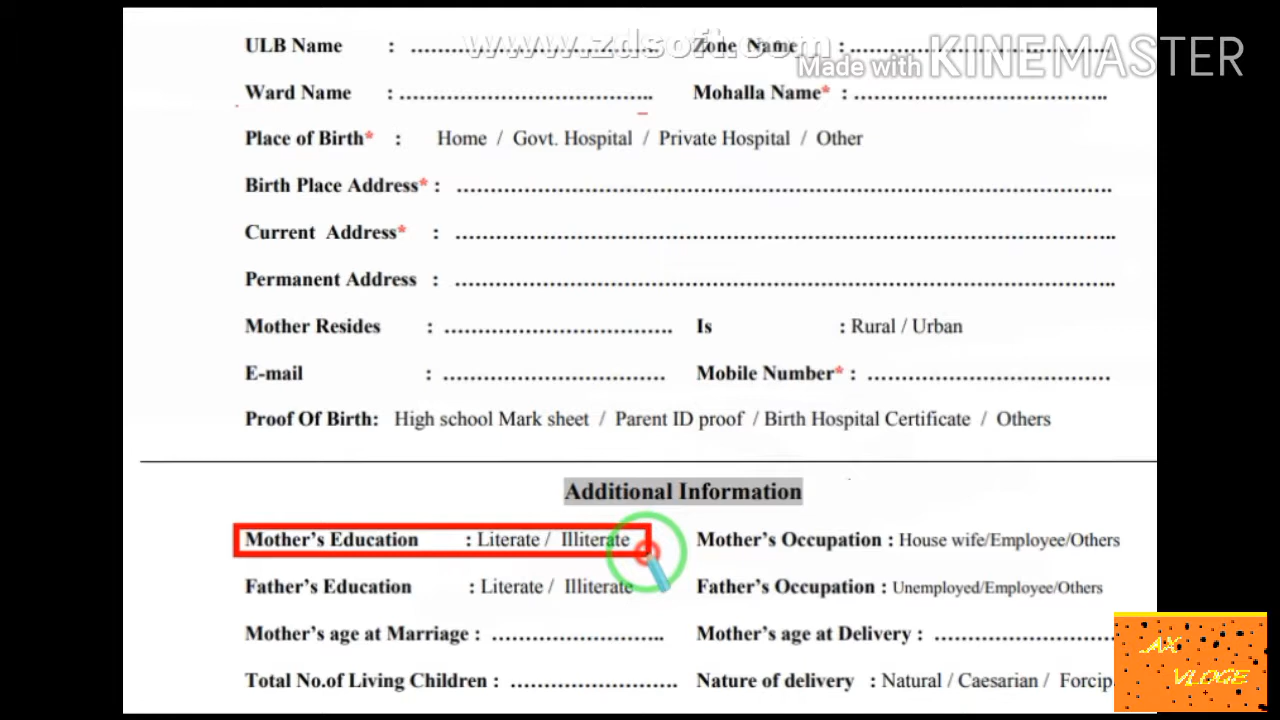 www.zdsoft.com
Made with KINEMASTER
ULB Name : ........................................ Zone Name : ........................................
Ward Name : ........................................ Mohalla Name* : ........................................
Place of Birth* : Home / Govt. Hospital / Private Hospital / Other
Birth Place Address* : ................................................................................
Current Address* : ................................................................................
Permanent Address : ................................................................................
Mother Resides : .................................... Is : Rural / Urban
E-mail : .................................... Mobile Number* : ....................................
Proof Of Birth: High school Mark sheet / Parent ID proof / Birth Hospital Certificate / Others
Additional Information
Mother's Education : Literate / Illiterate Mother's Occupation : House wife/Employee/Others
Father's Education : Literate / Illiterate Father's Occupation : Unemployed/Employee/Others
Mother's age at Marriage : ........................... Mother's age at Delivery : ...........................
Total No.of Living Children : ........................... Nature of delivery : Natural / Caesarian / Forcip
AX
VLOGE